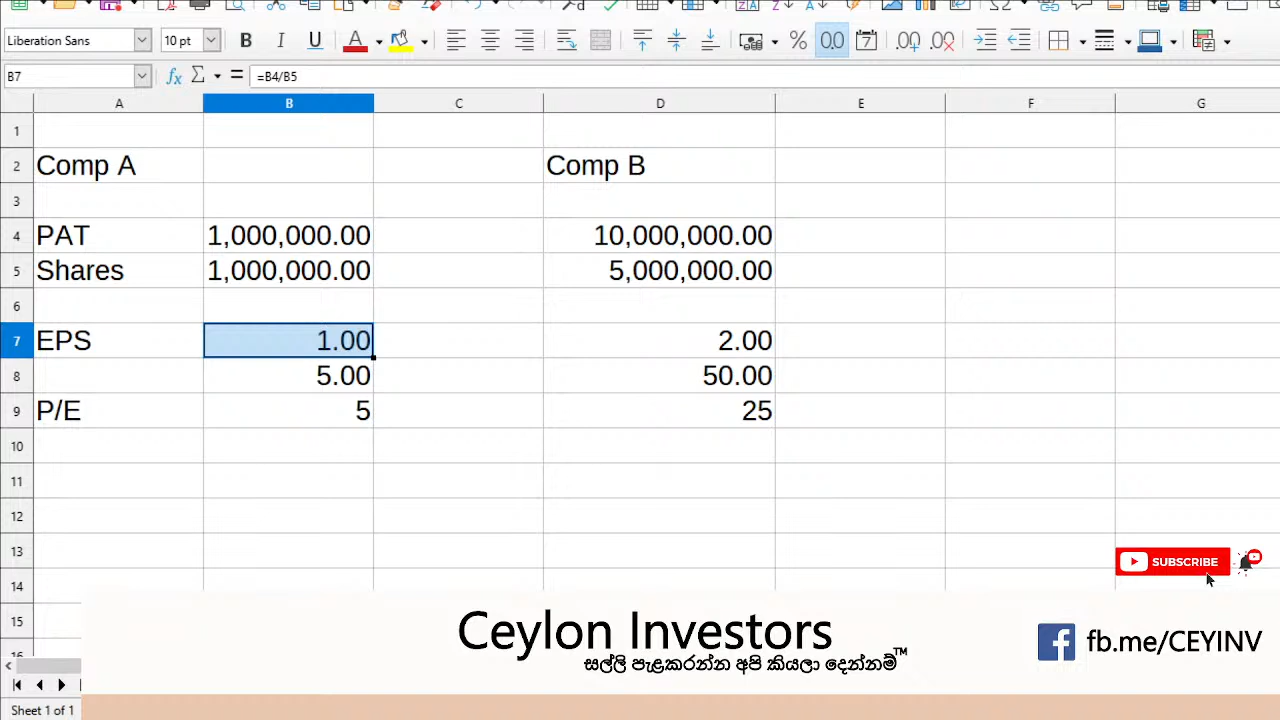 Liberation Sans 10 pt B I U A %
B7 fx Σ = =B4/B5
A B C D E F G
1
2 Comp A Comp B
3
4 PAT 1,000,000.00 10,000,000.00
5 Shares 1,000,000.00 5,000,000.00
6
7 EPS 1.00 2.00
8 5.00 50.00
9 P/E 5 25
10
11
12
13
SUBSCRIBE
14
15
Ceylon Investors
සල්ලි පැළකරන්න අපි කියලා දෙන්නම් ™
fb.me/CEYINV
Sheet 1 of 1